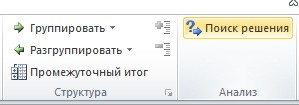 Группировать
Разгруппировать
Промежуточный итог
Структура
Поиск решения
Анализ